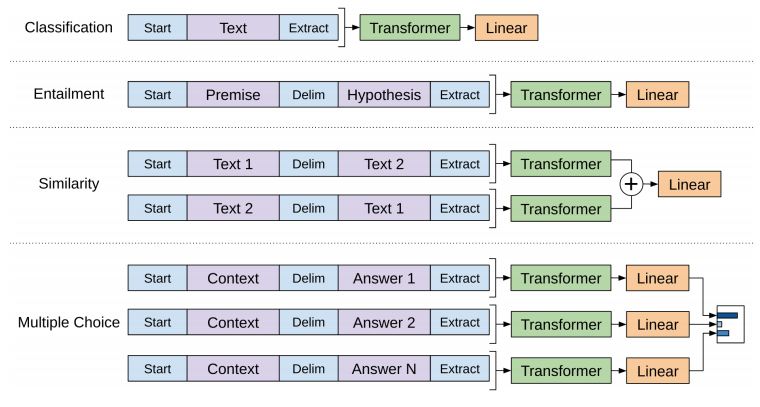 Classification Start Text Extract Transformer Linear
Entailment Start Premise Delim Hypothesis Extract Transformer Linear
Start Text 1 Delim Text 2 Extract Transformer
Similarity + Linear
Start Text 2 Delim Text 1 Extract Transformer
Start Context Delim Answer 1 Extract Transformer Linear
Multiple Choice Start Context Delim Answer 2 Extract Transformer Linear
Start Context Delim Answer N Extract Transformer Linear